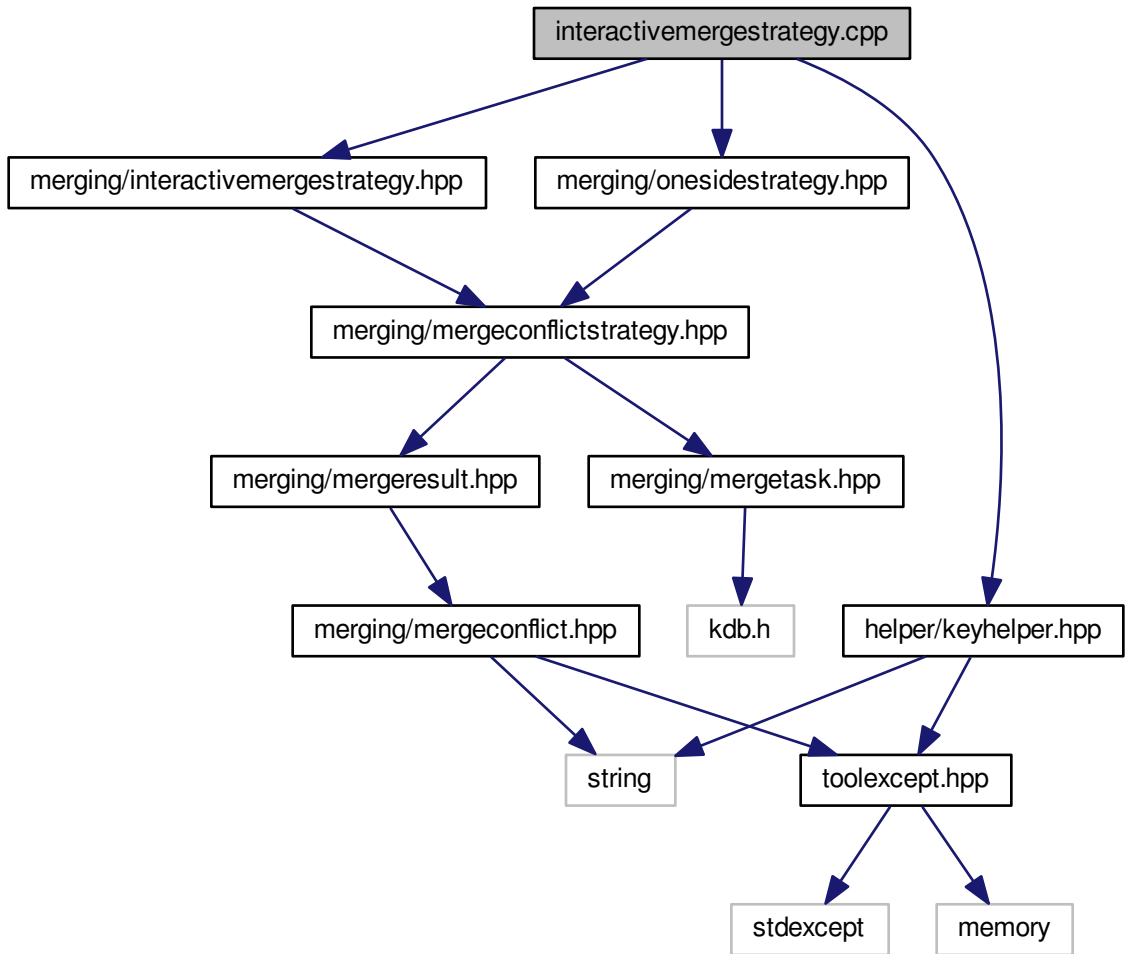 interactivemergestrategy.cpp
merging/interactivemergestrategy.hpp
merging/onesidestrategy.hpp
merging/mergeconflictstrategy.hpp
merging/mergeresult.hpp
merging/mergetask.hpp
merging/mergeconflict.hpp
kdb.h
helper/keyhelper.hpp
string
toolexcept.hpp
stdexcept
memory